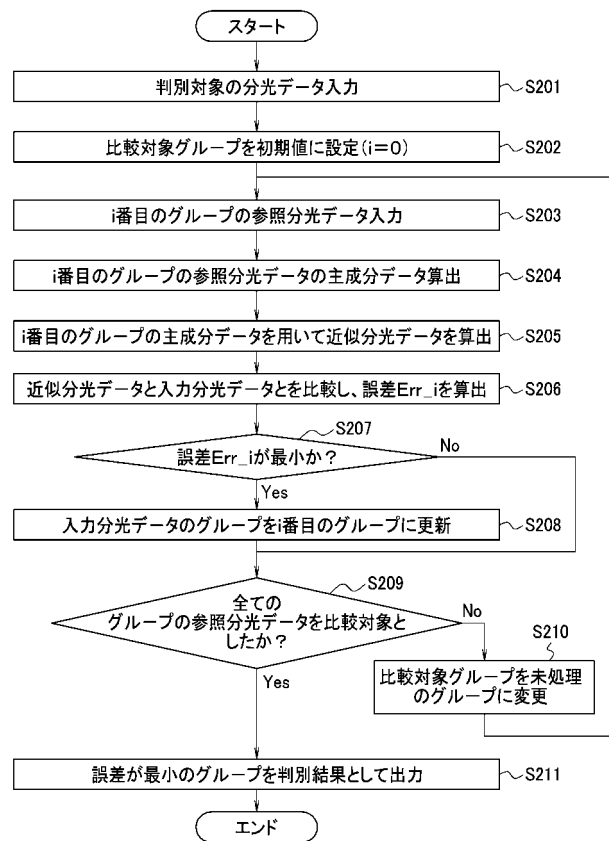 スタート
判別対象の分光データ入力
S201
比較対象グループを初期値に設定(i=0)
S202
i番目のグループの参照分光データ入力
S203
i番目のグループの参照分光データの主成分データ算出
S204
i番目のグループの主成分データを用いて近似分光データを算出
S205
近似分光データと入力分光データとを比較し、誤差Err_iを算出
S206
S207
誤差Err_iが最小か？
No
Yes
入力分光データのグループをi番目のグループに更新
S208
S209
全ての
グループの参照分光データを比較対象と
したか？
No
Yes
S210
比較対象グループを未処理
のグループに変更
誤差が最小のグループを判別結果として出力
S211
エンド